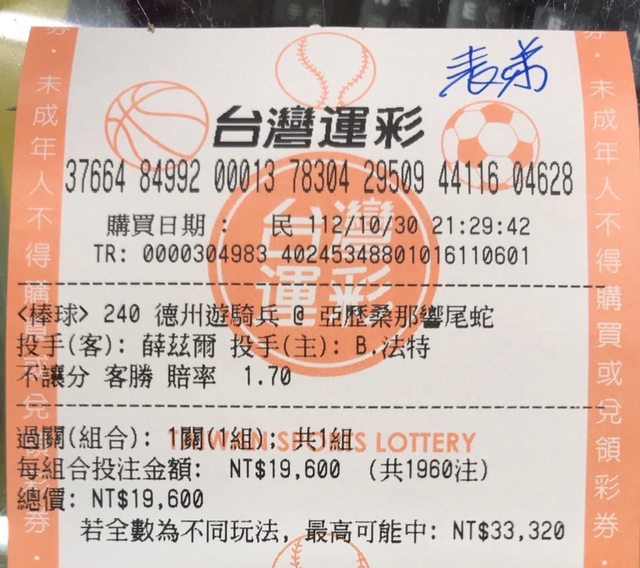 表弟
台灣運彩
37664 84992 00013 78304 29509 44116 04628
購買日期： 民 112/10/30 21:29:42
TR: 0000304983 40245348801016110601
<棒球> 240 德州遊騎兵 @ 亞歷桑那響尾蛇
投手(客): 薛茲爾 投手(主): B.法特
不讓分 客勝 賠率 1.70
過關(組合): 1關(1組); 共1組
TAIWAN SPORTS LOTTERY
每組合投注金額: NT$19,600 (共1960注)
總價: NT$19,600
若全數為不同玩法, 最高可能中: NT$33,320
券・未成年人不得購買或兌領彩券・
券・未成年人不得購買或兌領彩券・
台灣運彩